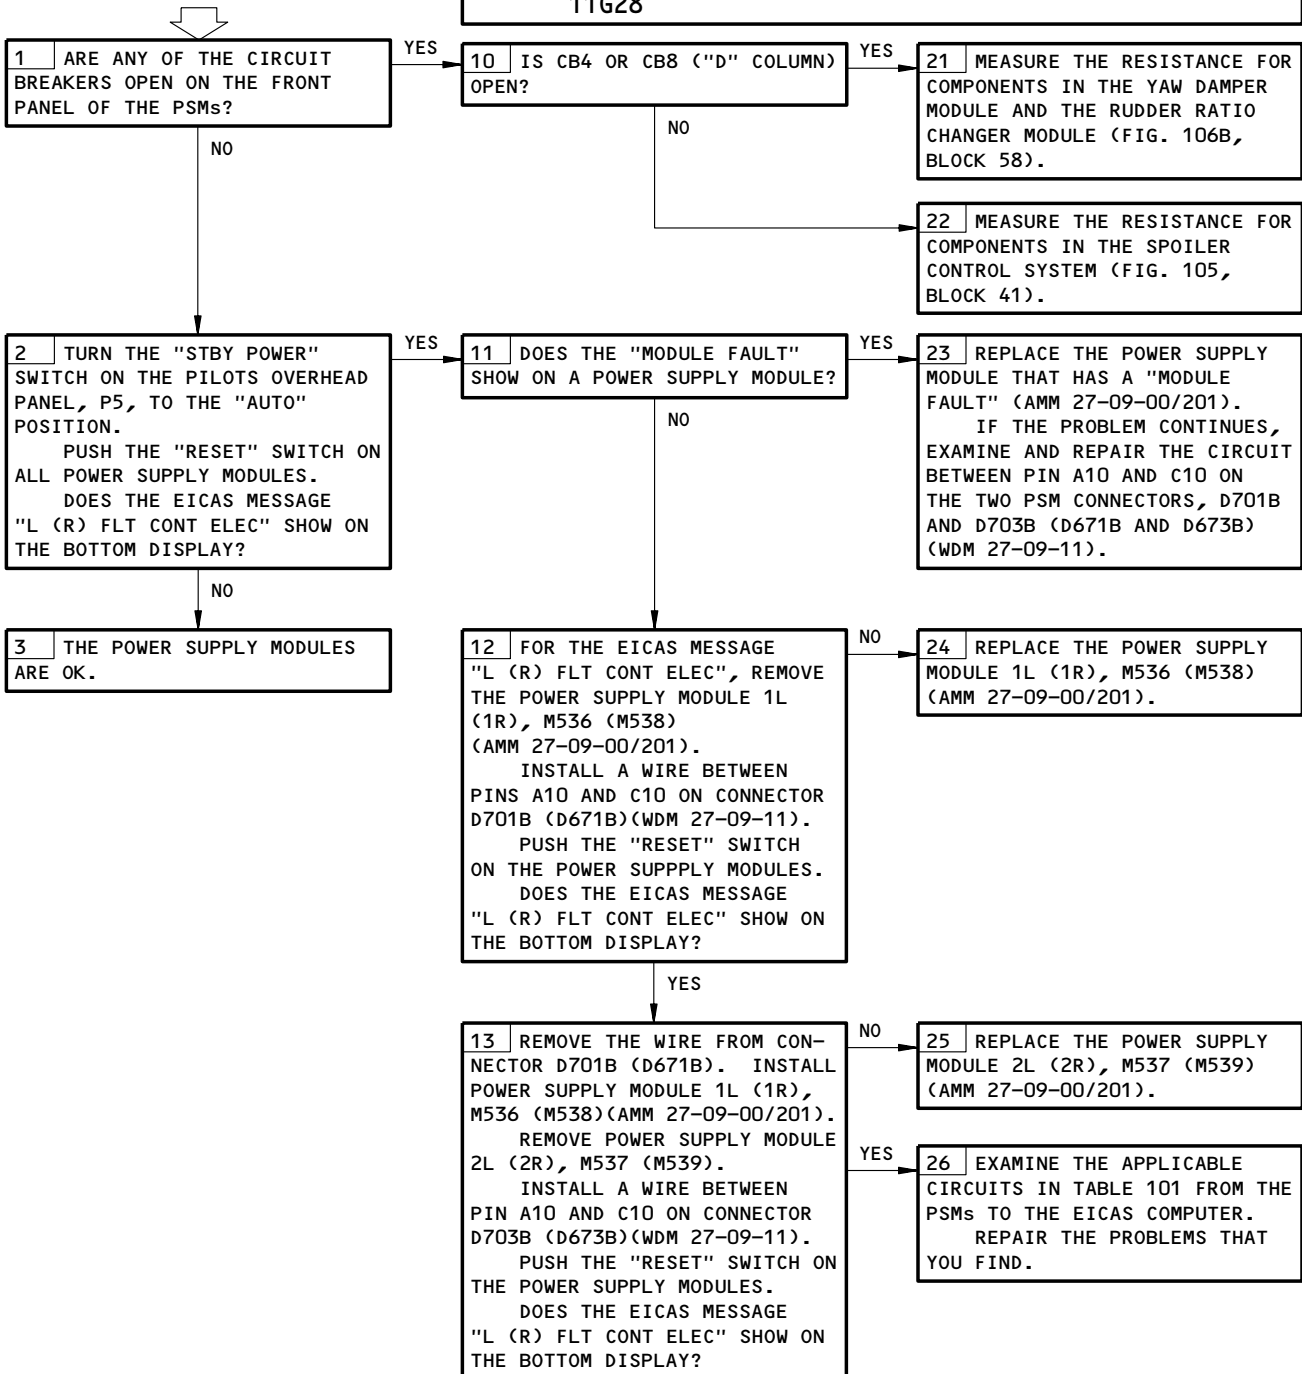 11G28
1 ARE ANY OF THE CIRCUIT
BREAKERS OPEN ON THE FRONT
PANEL OF THE PSMs?
YES
NO
10 IS CB4 OR CB8 ("D" COLUMN)
OPEN?
YES
NO
21 MEASURE THE RESISTANCE FOR
COMPONENTS IN THE YAW DAMPER
MODULE AND THE RUDDER RATIO
CHANGER MODULE (FIG. 106B,
BLOCK 58).
22 MEASURE THE RESISTANCE FOR
COMPONENTS IN THE SPOILER
CONTROL SYSTEM (FIG. 105,
BLOCK 41).
2 TURN THE "STBY POWER"
SWITCH ON THE PILOTS OVERHEAD
PANEL, P5, TO THE "AUTO"
POSITION.
PUSH THE "RESET" SWITCH ON
ALL POWER SUPPLY MODULES.
DOES THE EICAS MESSAGE
"L (R) FLT CONT ELEC" SHOW ON
THE BOTTOM DISPLAY?
YES
NO
11 DOES THE "MODULE FAULT"
SHOW ON A POWER SUPPLY MODULE?
YES
NO
23 REPLACE THE POWER SUPPLY
MODULE THAT HAS A "MODULE
FAULT" (AMM 27-09-00/201).
IF THE PROBLEM CONTINUES,
EXAMINE AND REPAIR THE CIRCUIT
BETWEEN PIN A10 AND C10 ON
THE TWO PSM CONNECTORS, D701B
AND D703B (D671B AND D673B)
(WDM 27-09-11).
3 THE POWER SUPPLY MODULES
ARE OK.
12 FOR THE EICAS MESSAGE
"L (R) FLT CONT ELEC", REMOVE
THE POWER SUPPLY MODULE 1L
(1R), M536 (M538)
(AMM 27-09-00/201).
INSTALL A WIRE BETWEEN
PINS A10 AND C10 ON CONNECTOR
D701B (D671B)(WDM 27-09-11).
PUSH THE "RESET" SWITCH
ON THE POWER SUPPPLY MODULES.
DOES THE EICAS MESSAGE
"L (R) FLT CONT ELEC" SHOW ON
THE BOTTOM DISPLAY?
NO
YES
24 REPLACE THE POWER SUPPLY
MODULE 1L (1R), M536 (M538)
(AMM 27-09-00/201).
13 REMOVE THE WIRE FROM CON-
NECTOR D701B (D671B). INSTALL
POWER SUPPLY MODULE 1L (1R),
M536 (M538)(AMM 27-09-00/201).
REMOVE POWER SUPPLY MODULE
2L (2R), M537 (M539).
INSTALL A WIRE BETWEEN
PIN A10 AND C10 ON CONNECTOR
D703B (D673B)(WDM 27-09-11).
PUSH THE "RESET" SWITCH ON
THE POWER SUPPLY MODULES.
DOES THE EICAS MESSAGE
"L (R) FLT CONT ELEC" SHOW ON
THE BOTTOM DISPLAY?
NO
YES
25 REPLACE THE POWER SUPPLY
MODULE 2L (2R), M537 (M539)
(AMM 27-09-00/201).
26 EXAMINE THE APPLICABLE
CIRCUITS IN TABLE 101 FROM THE
PSMs TO THE EICAS COMPUTER.
REPAIR THE PROBLEMS THAT
YOU FIND.